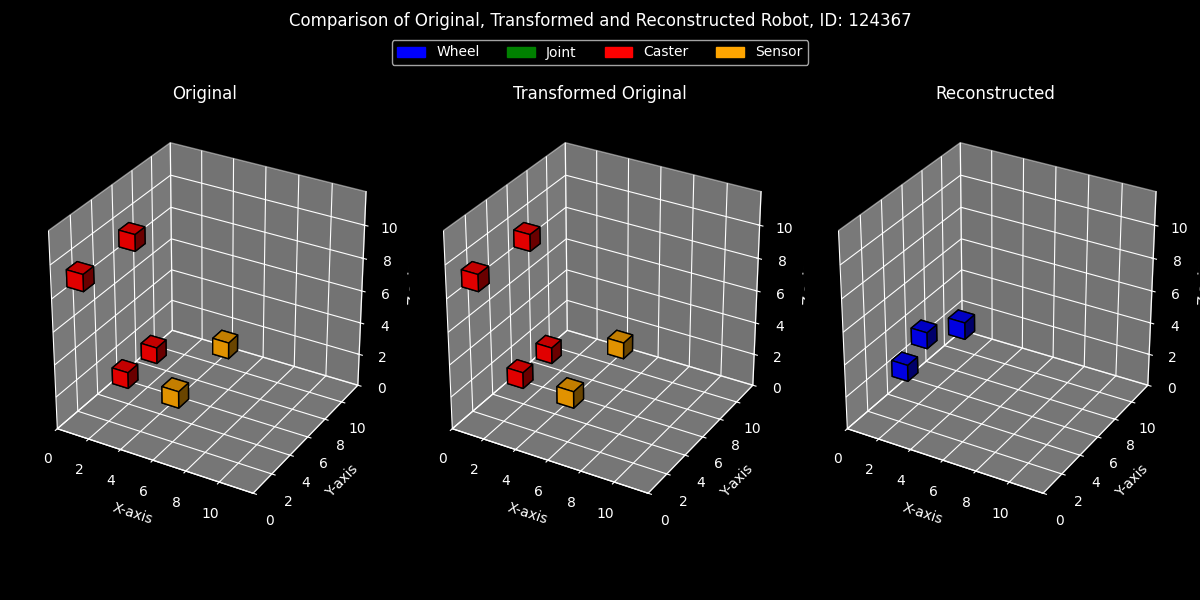 Comparison of Original, Transformed and Reconstructed Robot, ID: 124367
Wheel Joint Caster Sensor
Original Transformed Original Reconstructed
10 10 10
8 8 8
6 6 6
4 4 4
2 2 2
0 0 0
10 10 10
8 8 8
0 6 0 6 0 6
2 4 2 4 2 4
4 2 4 2 4 2
6 0 6 0 6 0
8 8 8
10 10 10
X-axis Y-axis X-axis Y-axis X-axis Y-axis